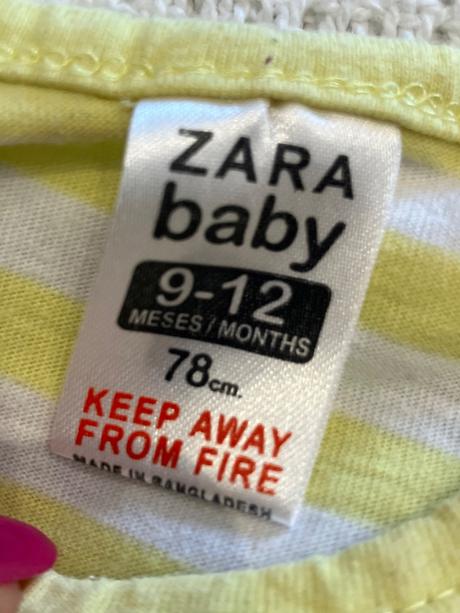 ZARA
baby
9-12
MESES/MONTHS
78cm.
KEEP AWAY
FROM FIRE
MADE IN BANGLADESH